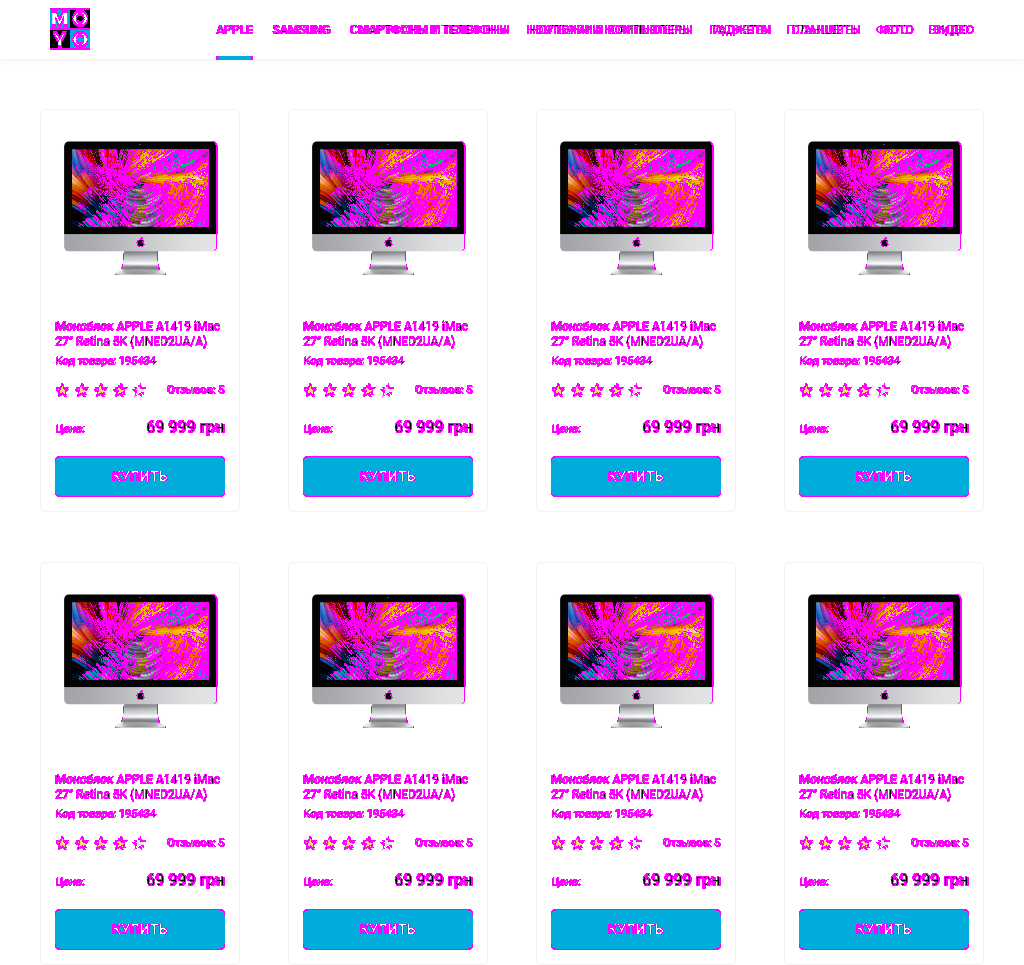 MO
YO
APPLE SAMSUNG СМАРТФОНЫ И ТЕЛЕФОНЫ НОУТБУКИ И КОМПЬЮТЕРЫ ГАДЖЕТЫ ПЛАНШЕТЫ ФОТО ВИДЕО
Моноблок APPLE A1419 iMac Моноблок APPLE A1419 iMac Моноблок APPLE A1419 iMac Моноблок APPLE A1419 iMac
27" Retina 5K (MNED2UA/A) 27" Retina 5K (MNED2UA/A) 27" Retina 5K (MNED2UA/A) 27" Retina 5K (MNED2UA/A)
Код товара: 195434 Код товара: 195434 Код товара: 195434 Код товара: 195434
Отзывов: 5 Отзывов: 5 Отзывов: 5 Отзывов: 5
Цена: 69 999 грн Цена: 69 999 грн Цена: 69 999 грн Цена: 69 999 грн
КУПИТЬ КУПИТЬ КУПИТЬ КУПИТЬ
Моноблок APPLE A1419 iMac Моноблок APPLE A1419 iMac Моноблок APPLE A1419 iMac Моноблок APPLE A1419 iMac
27" Retina 5K (MNED2UA/A) 27" Retina 5K (MNED2UA/A) 27" Retina 5K (MNED2UA/A) 27" Retina 5K (MNED2UA/A)
Код товара: 195434 Код товара: 195434 Код товара: 195434 Код товара: 195434
Отзывов: 5 Отзывов: 5 Отзывов: 5 Отзывов: 5
Цена: 69 999 грн Цена: 69 999 грн Цена: 69 999 грн Цена: 69 999 грн
КУПИТЬ КУПИТЬ КУПИТЬ КУПИТЬ